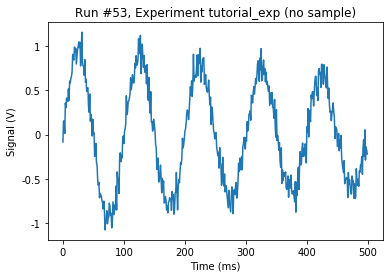 Run #53, Experiment tutorial_exp (no sample)
1
0.5
0
-0.5
-1
Signal (V)
0 100 200 300 400 500
Time (ms)